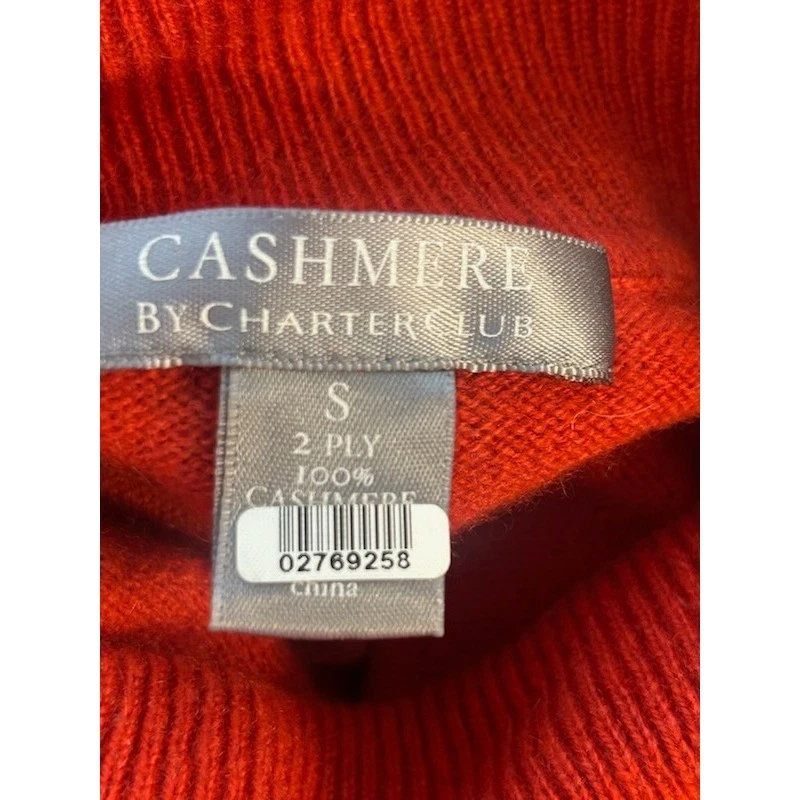 CASHMERE
BY CHARTER CLUB
S
2 PLY
100%
CASHMERE
02769258
china